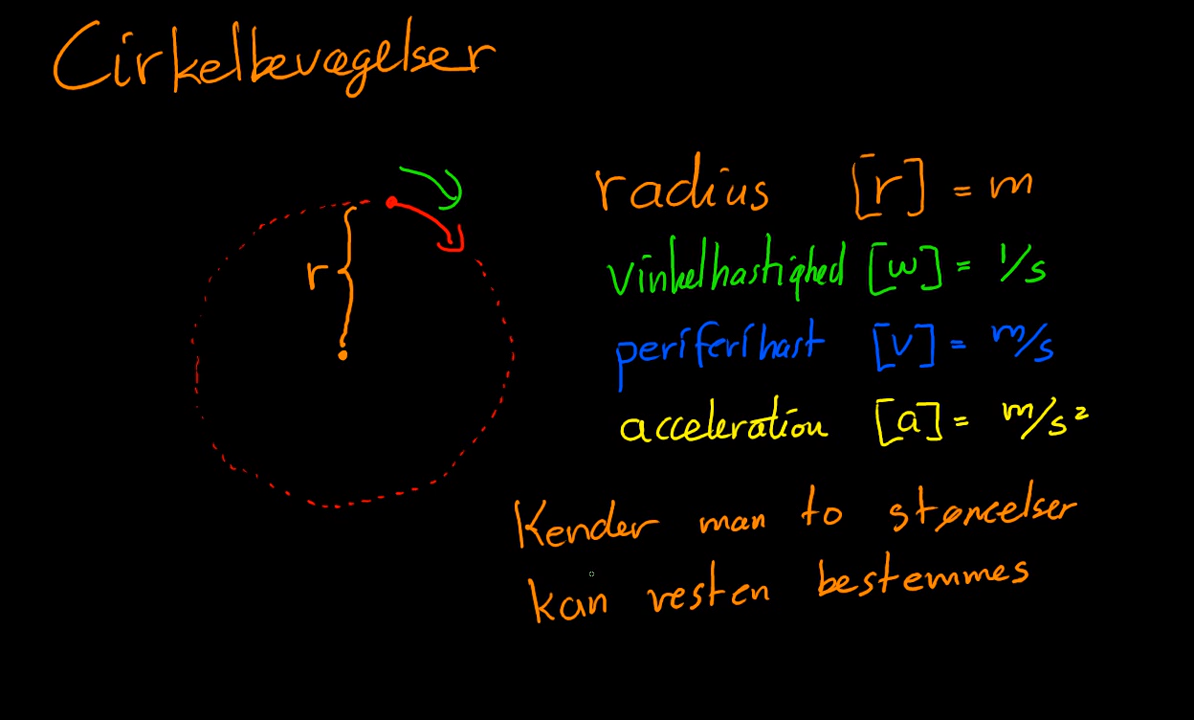 Cirkelbevægelser
r
radius [r] = m
vinkelhastighed [w] = 1/s
periferihast [v] = m/s
acceleration [a] = m/s²
Kender man to størrelser
kan resten bestemmes